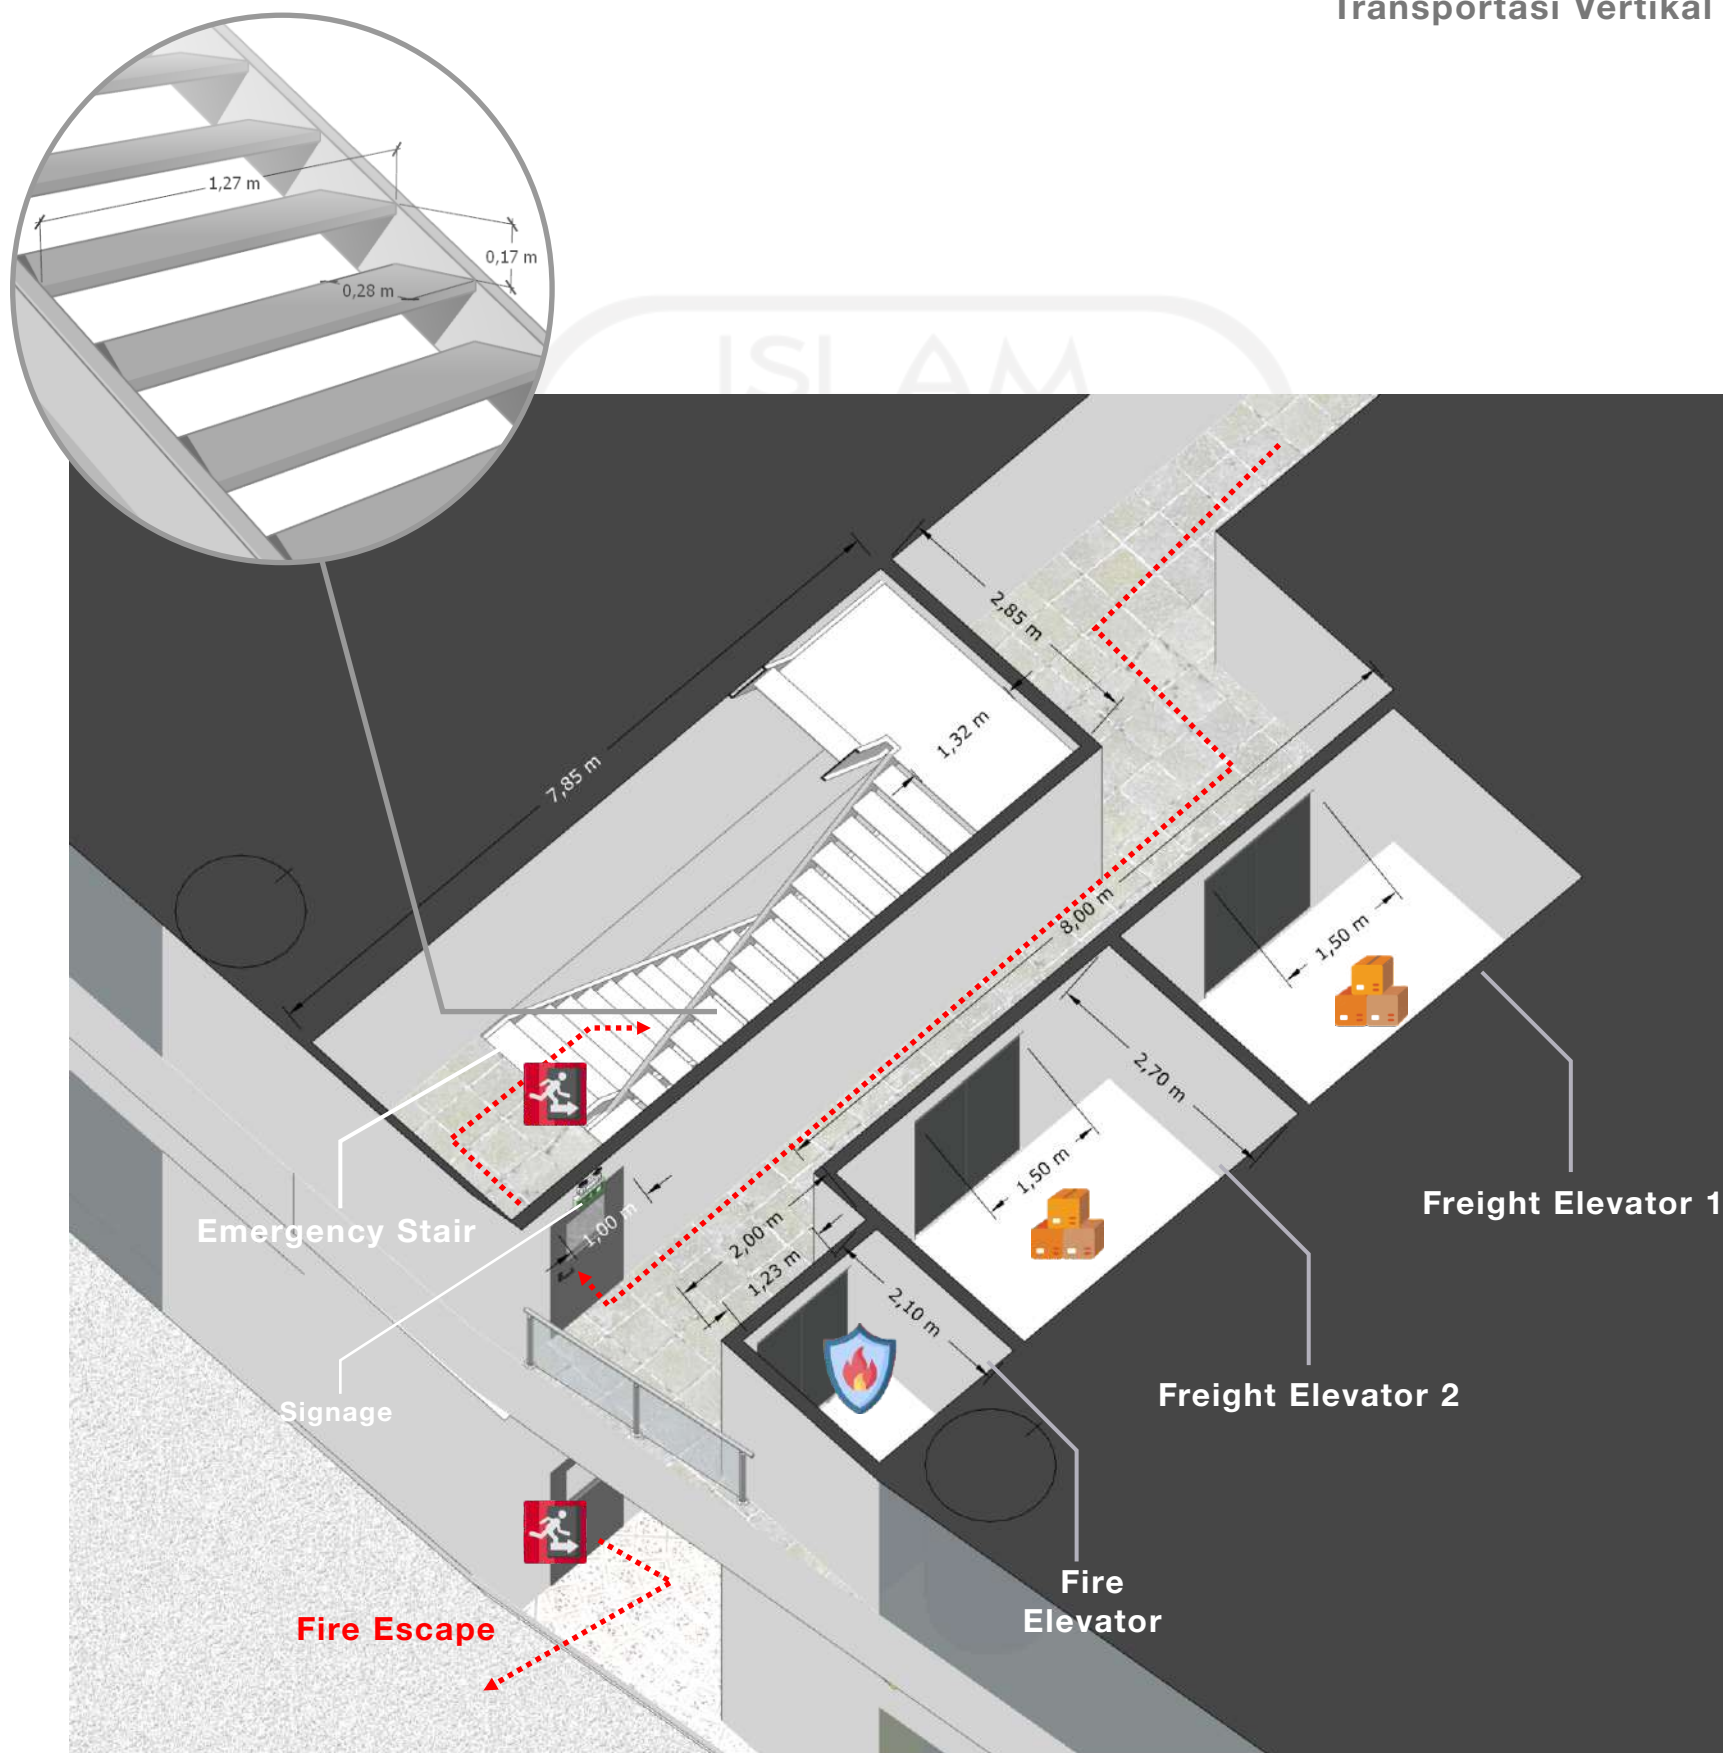 Transportasi Vertikal
1,27 m
0,17 m
0,28 m
ISLAM
2,85 m
1,32 m
7,85 m
8,00 m
1,50 m
2,70 m
1,50 m
Freight Elevator 1
Emergency Stair
1,00 m
2,00 m
1,23 m
2,10 m
Freight Elevator 2
Signage
Fire
Elevator
Fire Escape